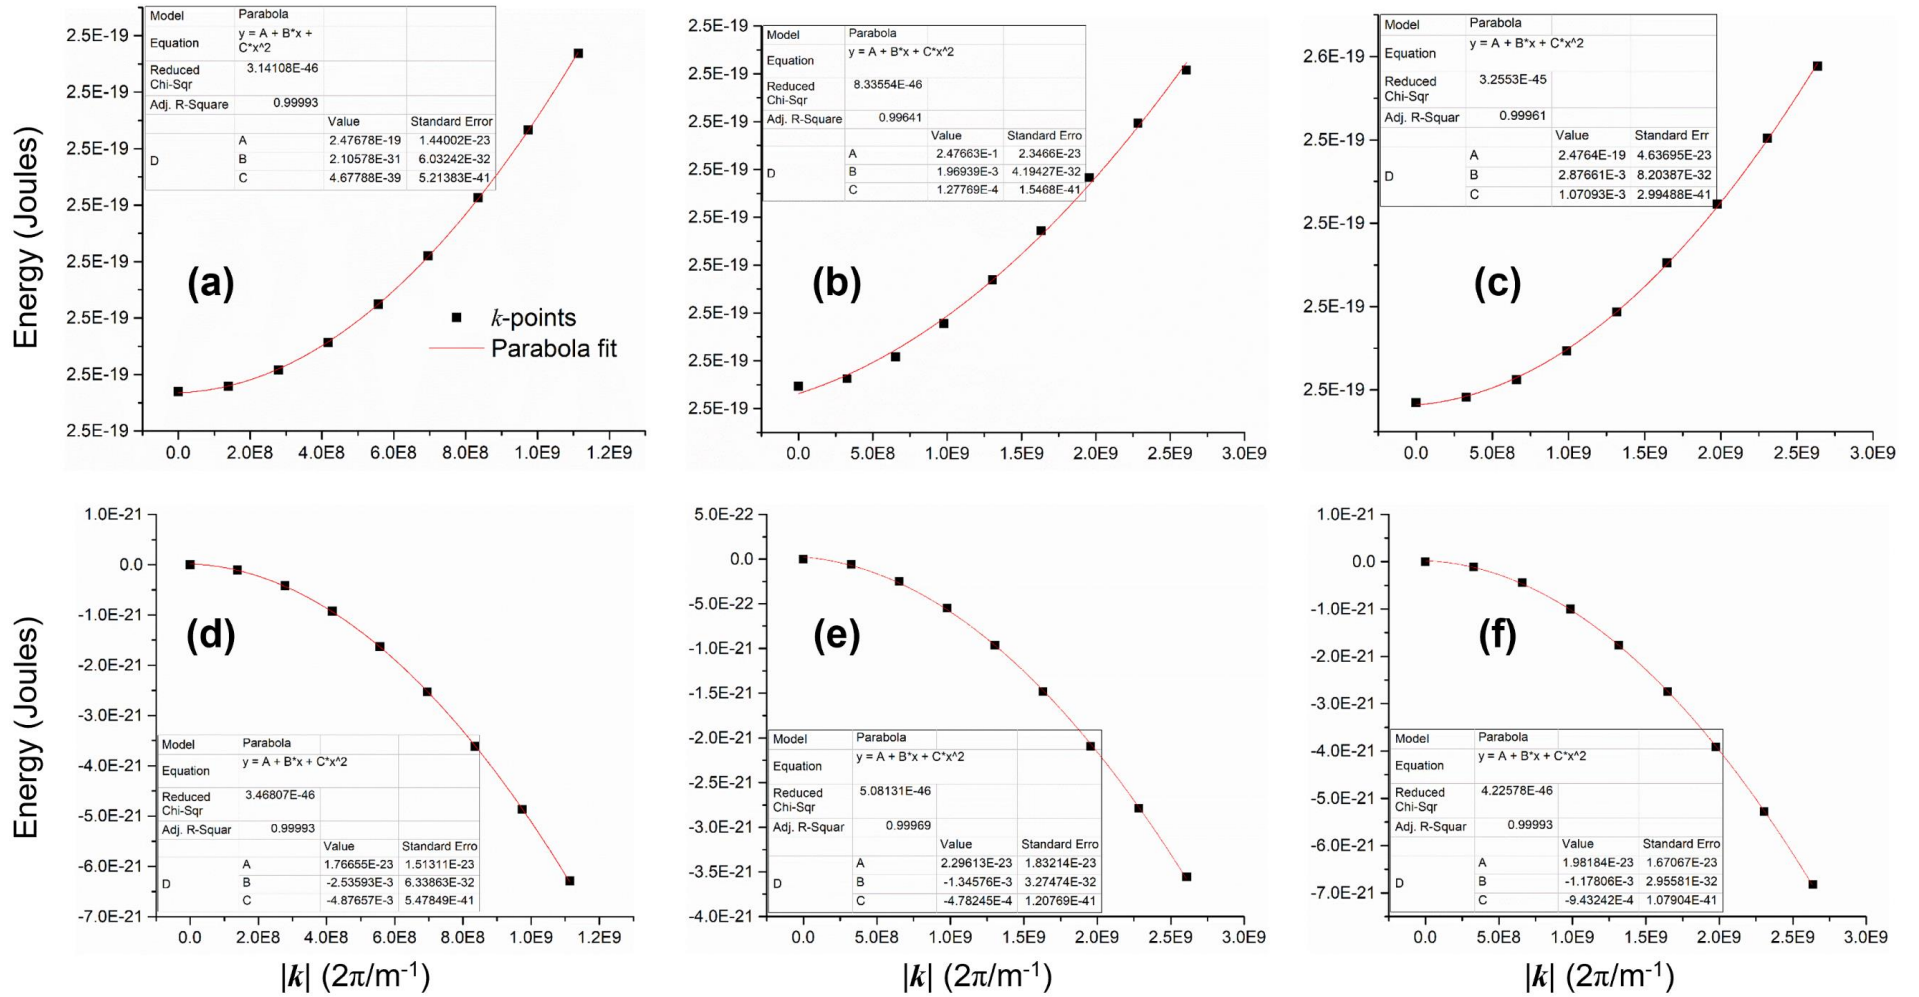 Energy (Joules)
2.5E-19
2.5E-19
2.5E-19
2.5E-19
2.5E-19
2.5E-19
2.5E-19
2.5E-19
Model Parabola
Equation y = A + B*x + C*x^2
Reduced Chi-Sqr 3.14108E-46
Adj. R-Square 0.99993
Value Standard Error
D A 2.47678E-19 1.44002E-23
B 2.10578E-31 6.03242E-32
C 4.67788E-39 5.21383E-41
(a)
k-points
Parabola fit
0.0 2.0E8 4.0E8 6.0E8 8.0E8 1.0E9 1.2E9
2.5E-19
2.5E-19
2.5E-19
2.5E-19
2.5E-19
2.5E-19
2.5E-19
2.5E-19
2.5E-19
Model Parabola
Equation y = A + B*x + C*x^2
Reduced Chi-Sqr 8.33554E-46
Adj. R-Square 0.99641
Value Standard Erro
D A 2.47663E-1 2.3466E-23
B 1.96939E-3 4.19427E-32
C 1.27769E-4 1.5468E-41
(b)
0.0 5.0E8 1.0E9 1.5E9 2.0E9 2.5E9 3.0E9
2.6E-19
2.5E-19
2.5E-19
2.5E-19
2.5E-19
Model Parabola
Equation y = A + B*x + C*x^2
Reduced Chi-Sqr 3.2553E-45
Adj. R-Squar 0.99961
Value Standard Err
D A 2.4764E-19 4.63695E-23
B 2.87661E-3 8.20387E-32
C 1.07093E-3 2.99488E-41
(c)
0.0 5.0E8 1.0E9 1.5E9 2.0E9 2.5E9 3.0E9
Energy (Joules)
1.0E-21
0.0
-1.0E-21
-2.0E-21
-3.0E-21
-4.0E-21
-5.0E-21
-6.0E-21
-7.0E-21
(d)
Model Parabola
Equation y = A + B*x + C*x^2
Reduced Chi-Sqr 3.46807E-46
Adj. R-Squar 0.99993
Value Standard Erro
D A 1.76655E-23 1.51311E-23
B -2.53593E-3 6.33863E-32
C -4.87657E-3 5.47849E-41
0.0 2.0E8 4.0E8 6.0E8 8.0E8 1.0E9 1.2E9
|k| (2π/m-1)
5.0E-22
0.0
-5.0E-22
-1.0E-21
-1.5E-21
-2.0E-21
-2.5E-21
-3.0E-21
-3.5E-21
-4.0E-21
(e)
Model Parabola
Equation y = A + B*x + C*x^2
Reduced Chi-Sqr 5.08131E-46
Adj. R-Squar 0.99969
Value Standard Erro
D A 2.29613E-23 1.83214E-23
B -1.34576E-3 3.27474E-32
C -4.78245E-4 1.20769E-41
0.0 5.0E8 1.0E9 1.5E9 2.0E9 2.5E9 3.0E9
|k| (2π/m-1)
1.0E-21
0.0
-1.0E-21
-2.0E-21
-3.0E-21
-4.0E-21
-5.0E-21
-6.0E-21
-7.0E-21
(f)
Model Parabola
Equation y = A + B*x + C*x^2
Reduced Chi-Sqr 4.22578E-46
Adj. R-Squar 0.99993
Value Standard Erro
D A 1.98184E-23 1.67067E-23
B -1.17806E-3 2.95581E-32
C -9.43242E-4 1.07904E-41
0.0 5.0E8 1.0E9 1.5E9 2.0E9 2.5E9 3.0E9
|k| (2π/m-1)